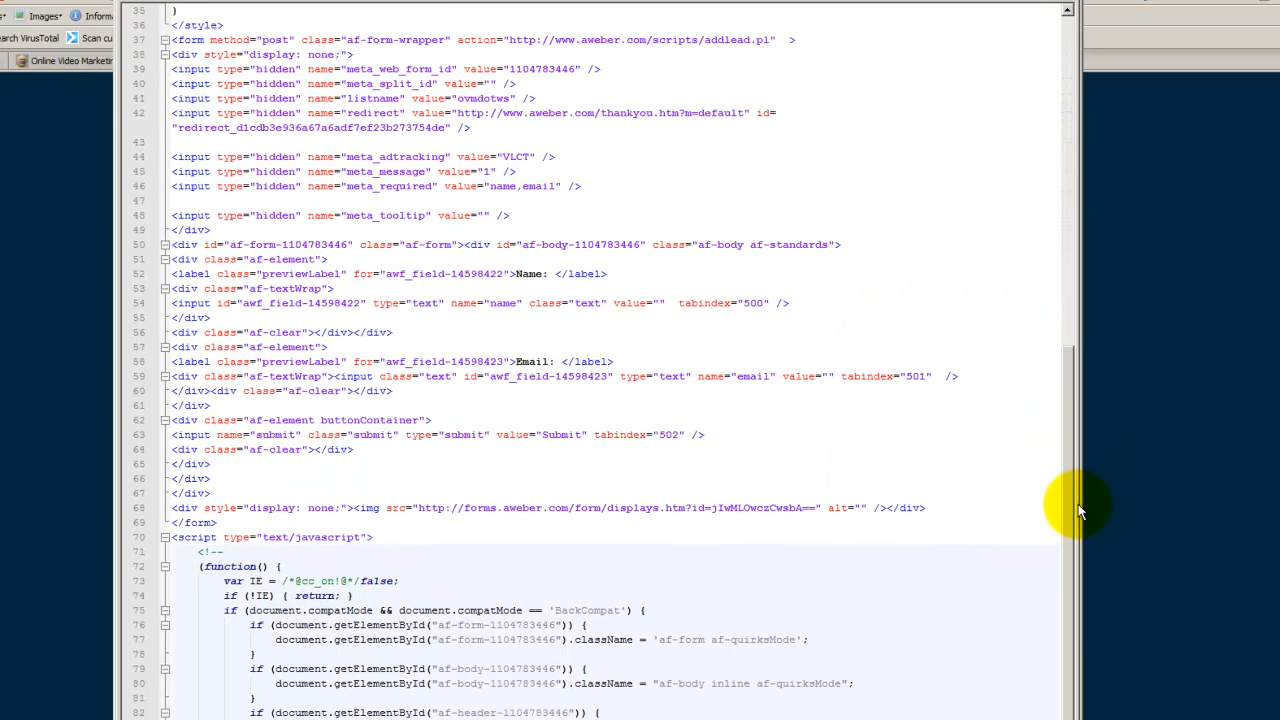 Images▾ Informa
earch VirusTotal Scan cu
Online Video Marketin
35 }
36 </style>
37 <form method="post" class="af-form-wrapper" action="http://www.aweber.com/scripts/addlead.pl"  >
38 <div style="display: none;">
39 <input type="hidden" name="meta_web_form_id" value="1104783446" />
40 <input type="hidden" name="meta_split_id" value="" />
41 <input type="hidden" name="listname" value="ovmdotws" />
42 <input type="hidden" name="redirect" value="http://www.aweber.com/thankyou.htm?m=default" id=
"redirect_d1cdb3e936a67a6adf7ef23b273754de" />
43
44 <input type="hidden" name="meta_adtracking" value="VLCT" />
45 <input type="hidden" name="meta_message" value="1" />
46 <input type="hidden" name="meta_required" value="name,email" />
47
48 <input type="hidden" name="meta_tooltip" value="" />
49 </div>
50 <div id="af-form-1104783446" class="af-form"><div id="af-body-1104783446" class="af-body af-standards">
51 <div class="af-element">
52 <label class="previewLabel" for="awf_field-14598422">Name: </label>
53 <div class="af-textWrap">
54 <input id="awf_field-14598422" type="text" name="name" class="text" value=""  tabindex="500" />
55 </div>
56 <div class="af-clear"></div></div>
57 <div class="af-element">
58 <label class="previewLabel" for="awf_field-14598423">Email: </label>
59 <div class="af-textWrap"><input class="text" id="awf_field-14598423" type="text" name="email" value="" tabindex="501"  />
60 </div><div class="af-clear"></div>
61 </div>
62 <div class="af-element buttonContainer">
63 <input name="submit" class="submit" type="submit" value="Submit" tabindex="502" />
64 <div class="af-clear"></div>
65 </div>
66 </div>
67 </div>
68 <div style="display: none;"><img src="http://forms.aweber.com/form/displays.htm?id=jIwMLOwczCwsbA==" alt="" /></div>
69 </form>
70 <script type="text/javascript">
71 <!--
72 (function() {
73 var IE = /*@cc_on!@*/false;
74 if (!IE) { return; }
75 if (document.compatMode && document.compatMode == 'BackCompat') {
76 if (document.getElementById("af-form-1104783446")) {
77 document.getElementById("af-form-1104783446").className = 'af-form af-quirksMode';
78 }
79 if (document.getElementById("af-body-1104783446")) {
80 document.getElementById("af-body-1104783446").className = "af-body inline af-quirksMode";
81 }
82 if (document.getElementById("af-header-1104783446")) {